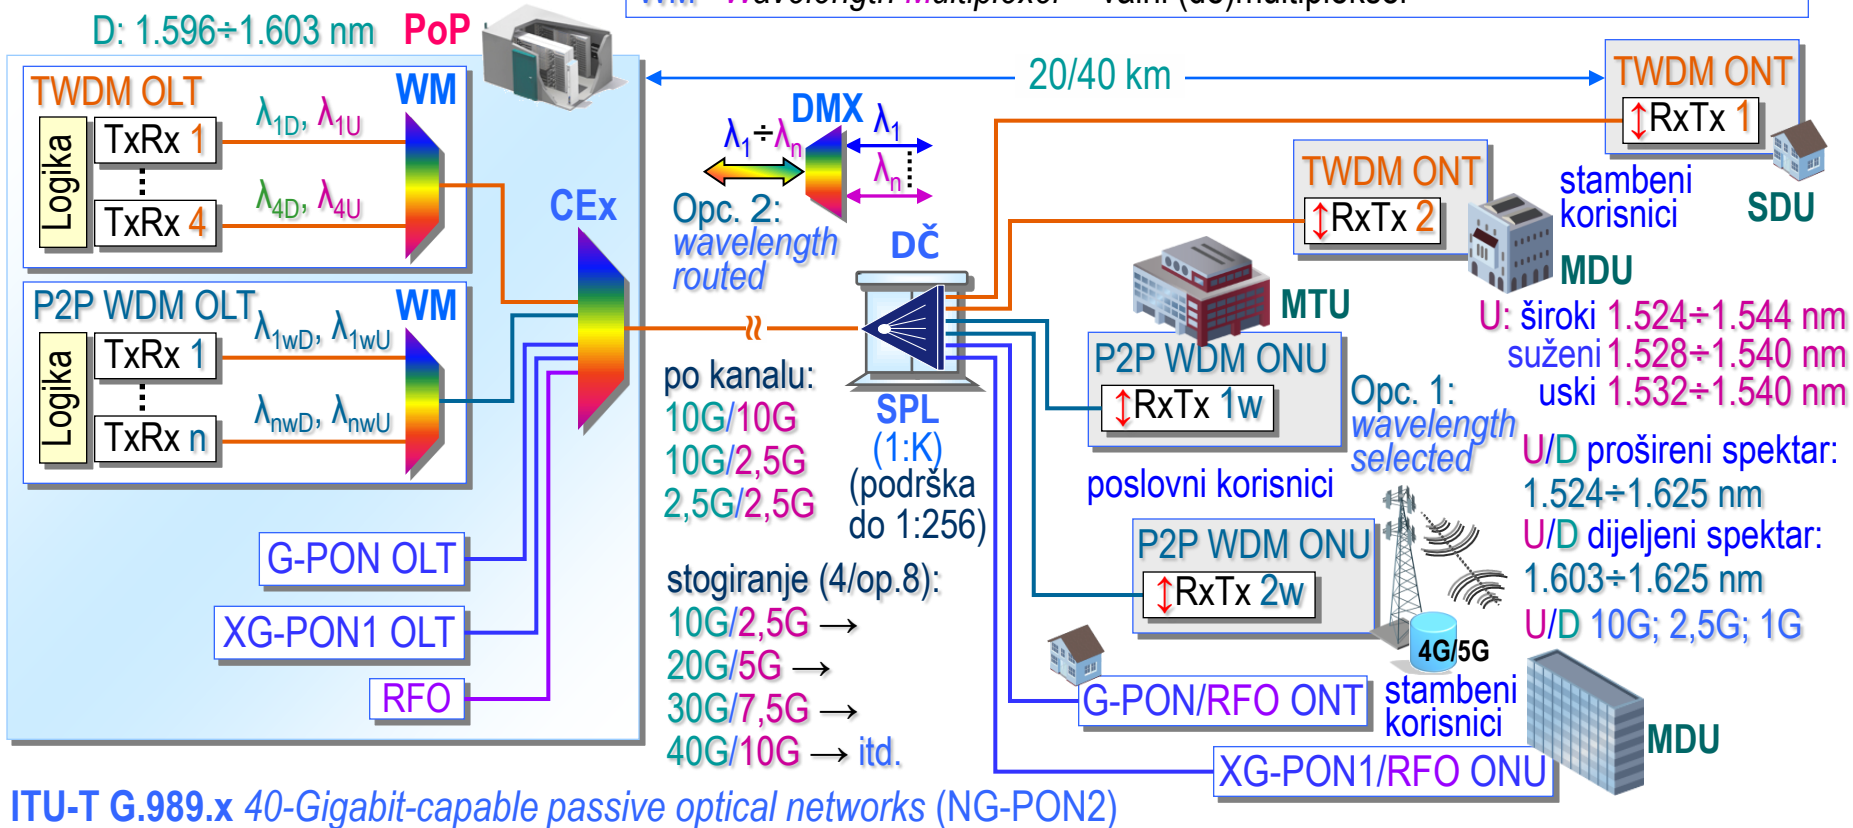 WM – Wavelength Multiplexer – valni (de)multiplekser
D: 1.596÷1.603 nm PoP
TWDM OLT
WM
Logika
TxRx 1
λ1D, λ1U
TxRx 4
λ4D, λ4U
P2P WDM OLT
WM
Logika
TxRx 1
λ1wD, λ1wU
TxRx n
λnwD, λnwU
CEx
G-PON OLT
XG-PON1 OLT
RFO
20/40 km
DMX
λ1÷λn
λ1
λn
Opc. 2:
wavelength
routed
DČ
SPL
(1:K)
(podrška
do 1:256)
po kanalu:
10G/10G
10G/2,5G
2,5G/2,5G
stogiranje (4/op.8):
10G/2,5G →
20G/5G →
30G/7,5G →
40G/10G → itd.
TWDM ONT
↕RxTx 1
stambeni
korisnici
SDU
TWDM ONT
↕RxTx 2
MDU
MTU
P2P WDM ONU
↕RxTx 1w
Opc. 1:
wavelength
selected
poslovni korisnici
P2P WDM ONU
↕RxTx 2w
4G/5G
U: široki 1.524÷1.544 nm
suženi 1.528÷1.540 nm
uski 1.532÷1.540 nm
U/D prošireni spektar:
1.524÷1.625 nm
U/D dijeljeni spektar:
1.603÷1.625 nm
U/D 10G; 2,5G; 1G
G-PON/RFO ONT
stambeni
korisnici
XG-PON1/RFO ONU
MDU
ITU-T G.989.x 40-Gigabit-capable passive optical networks (NG-PON2)